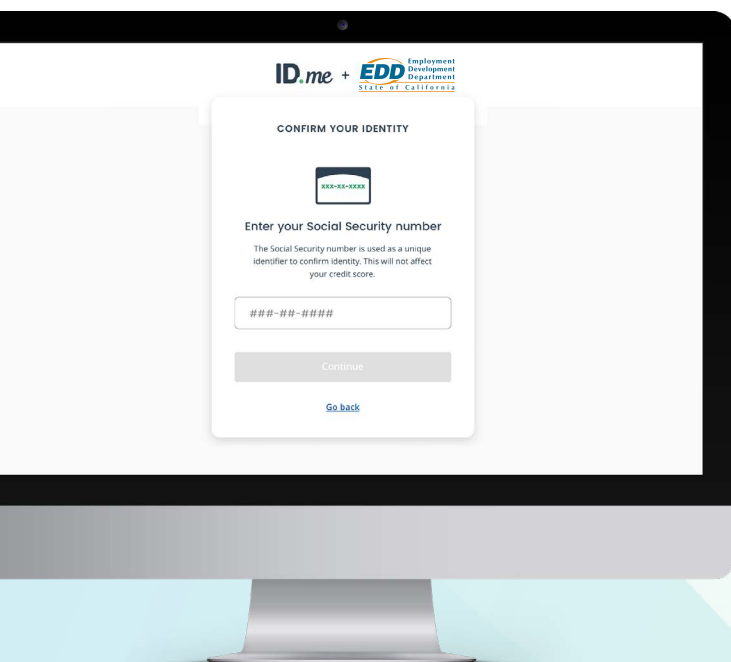 ID.me + EDD Employment
Development
Department
State of California
CONFIRM YOUR IDENTITY
xxx-xx-xxxx
Enter your Social Security number
The Social Security number is used as a unique
identifier to confirm identity. This will not affect
your credit score.
###-##-####
Continue
Go back